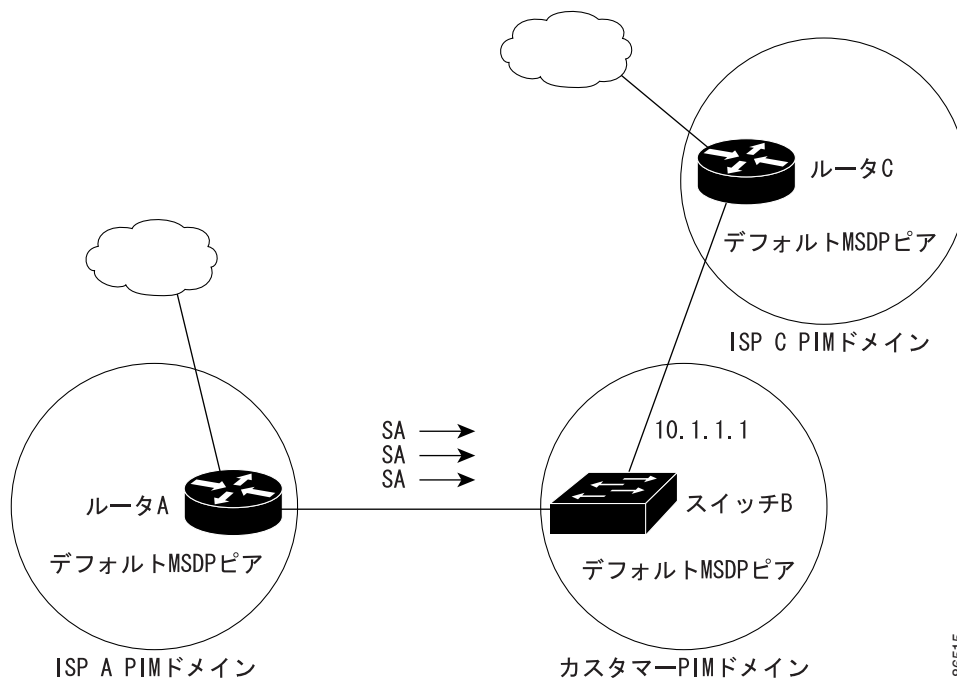 ルータC
デフォルトMSDPピア
ISP C PIMドメイン
SA
SA
SA
10.1.1.1
ルータA
デフォルトMSDPピア
スイッチB
デフォルトMSDPピア
ISP A PIMドメイン
カスタマーPIMドメイン
86515